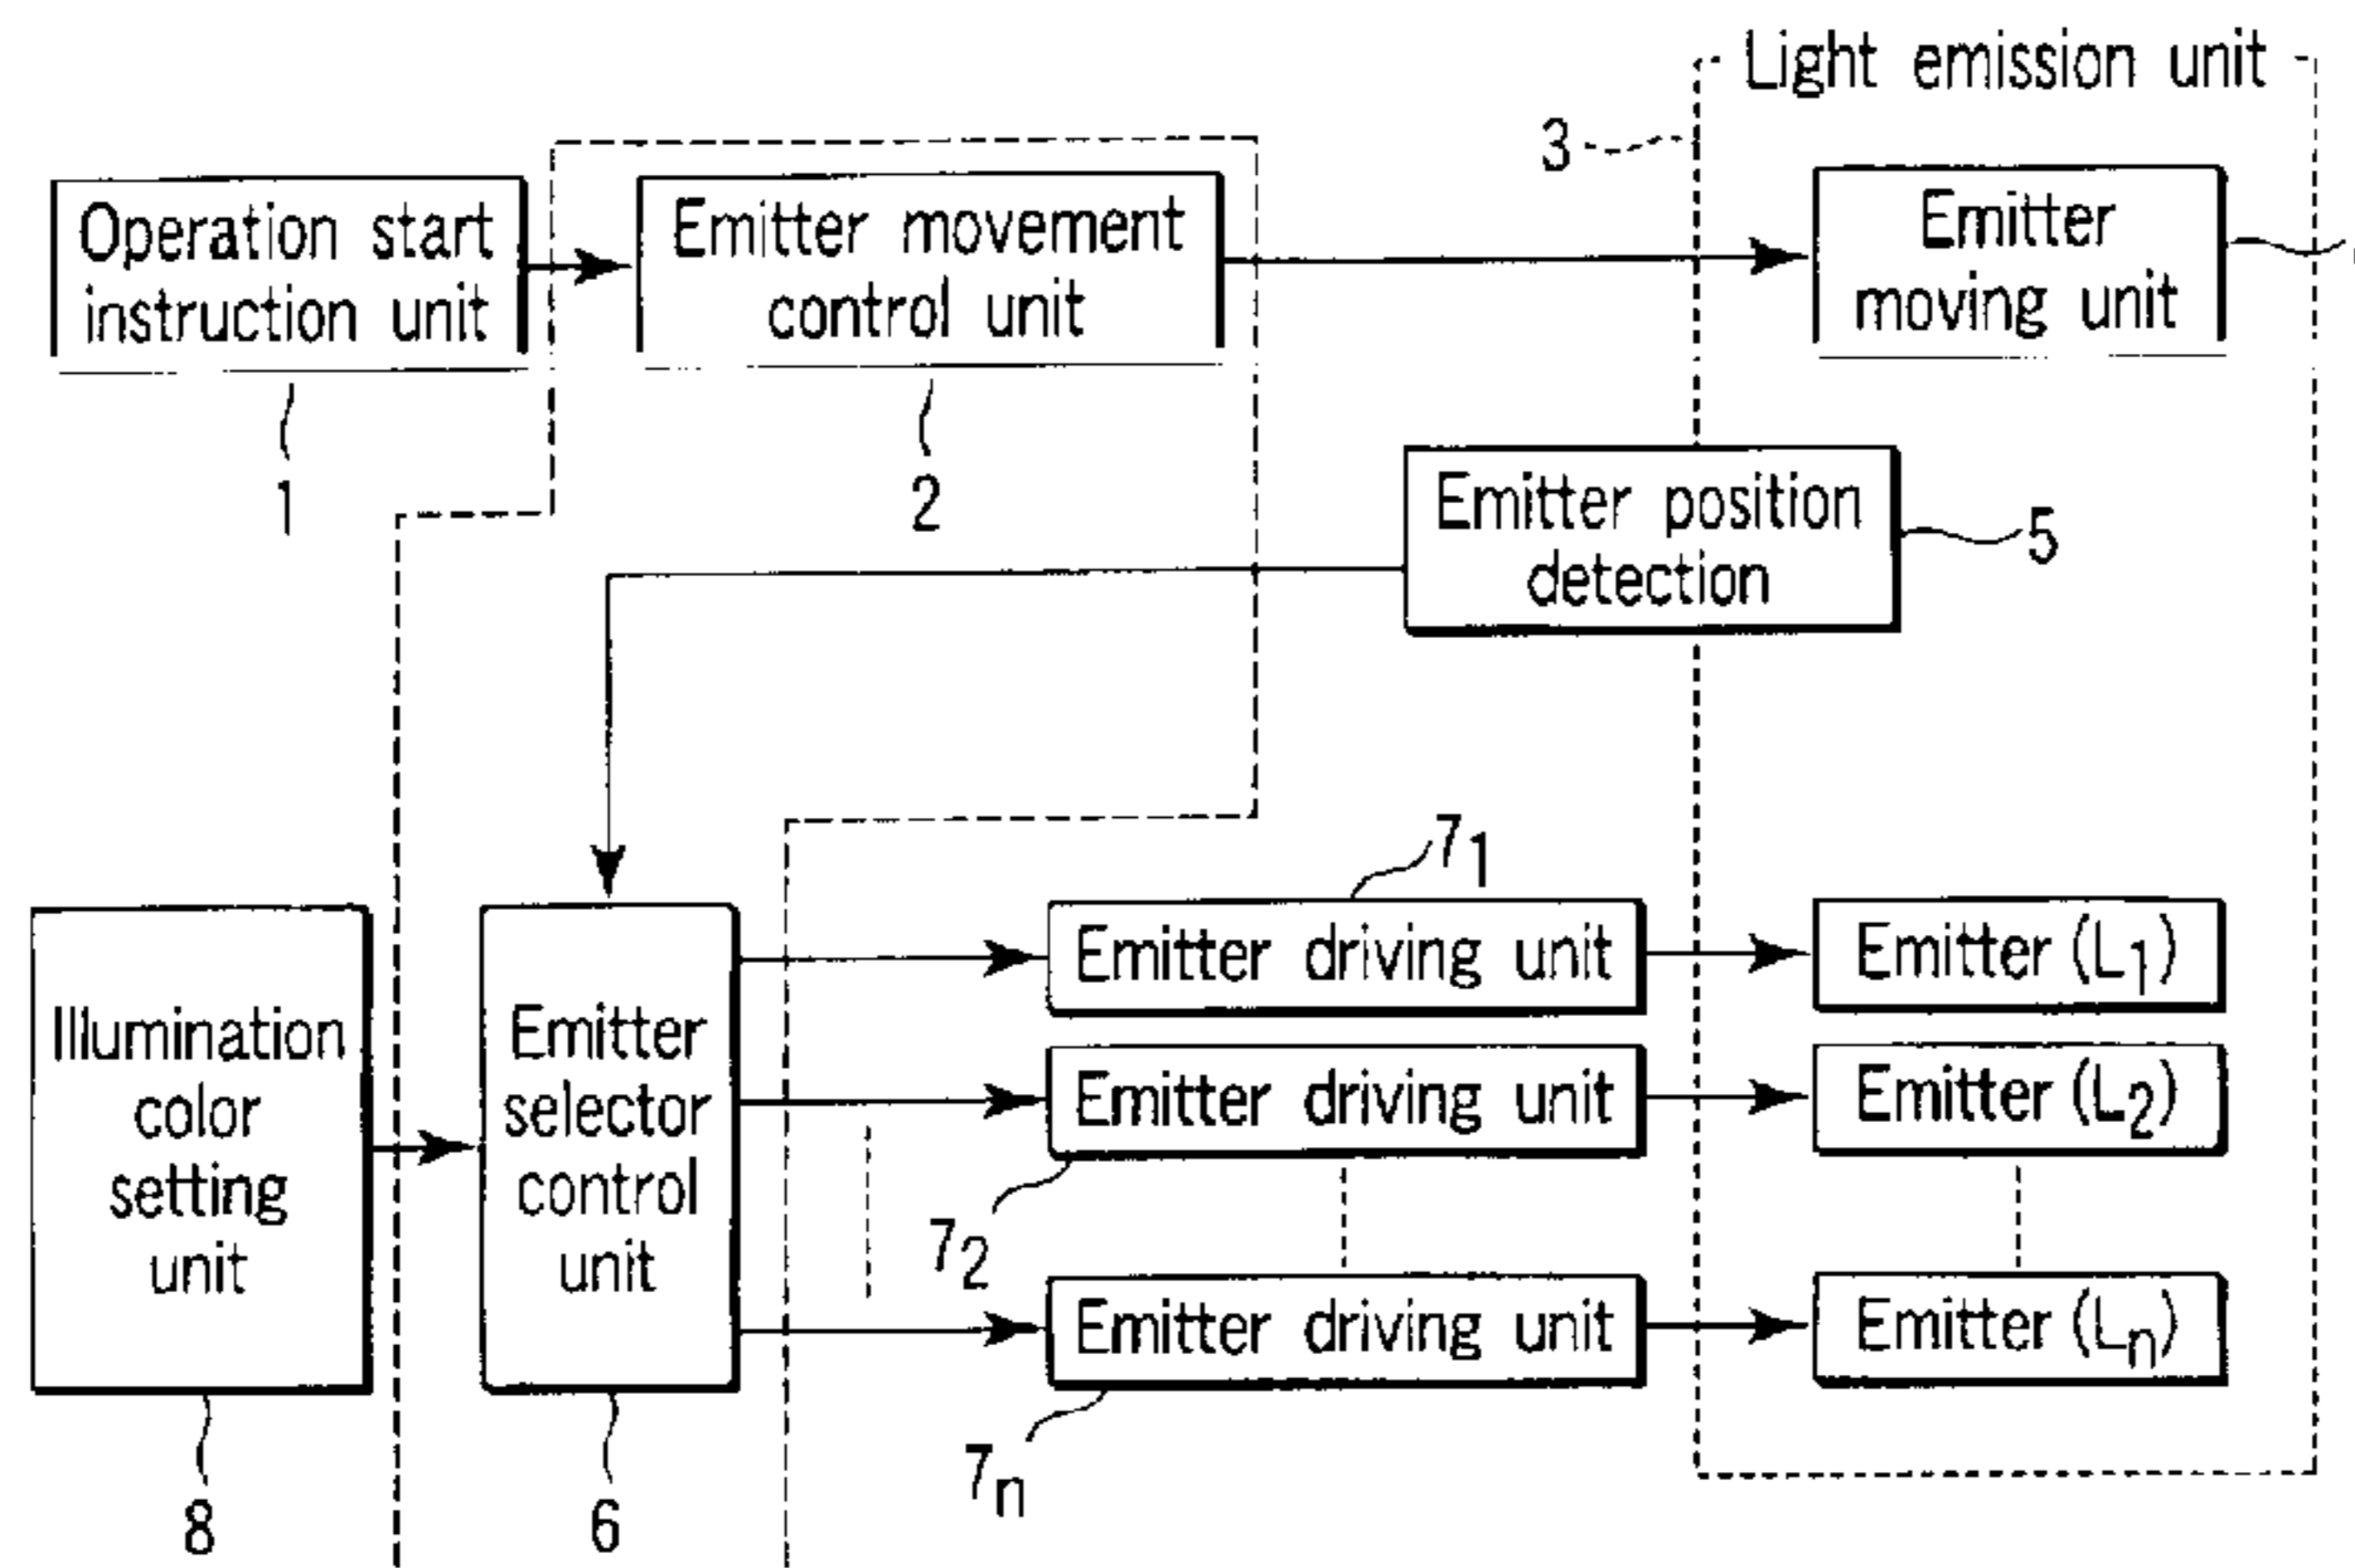 Light emission unit
3
Operation start
instruction unit
1
Emitter movement
control unit
2
Emitter
moving unit
Emitter position
detection
5
71
Emitter driving unit
Emitter (L1)
Emitter driving unit
Emitter (L2)
72
Emitter driving unit
Emitter (Ln)
7n
Illumination
color
setting
unit
8
Emitter
selector
control
unit
6